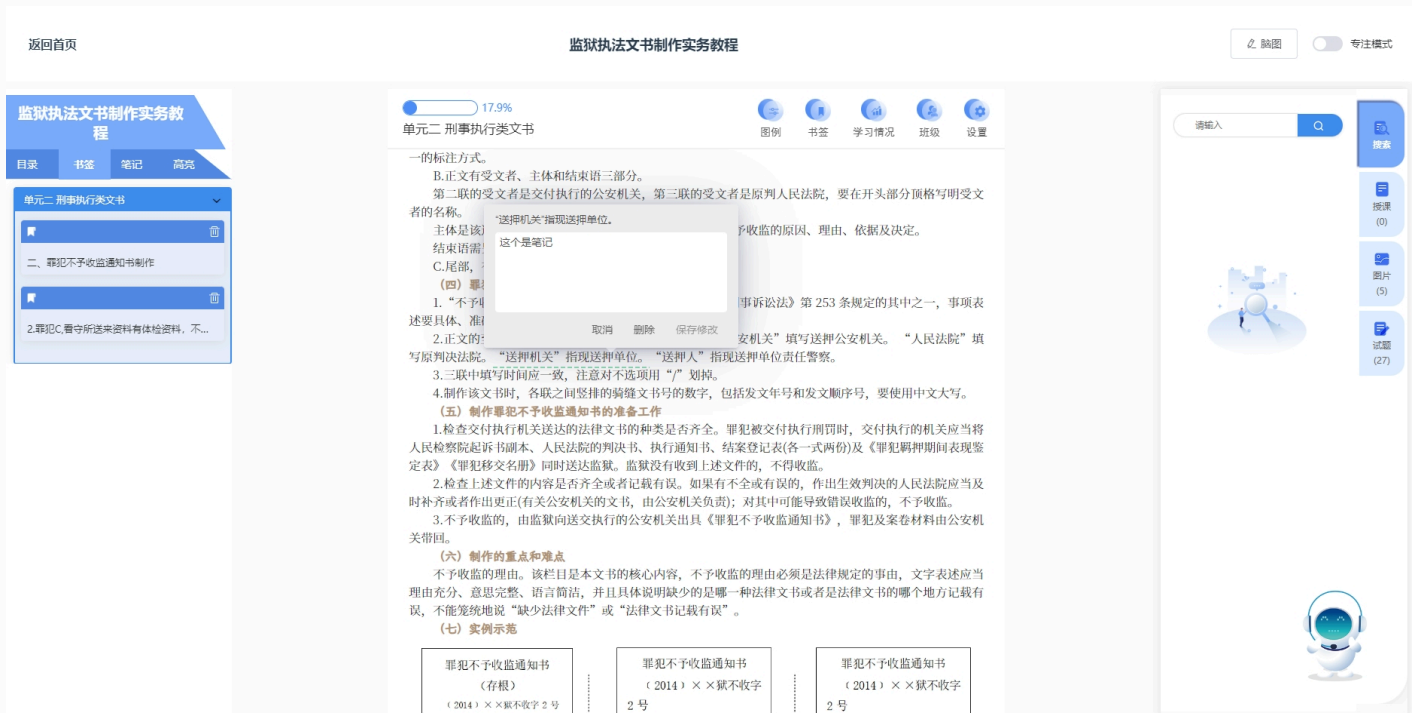 返回首页
监狱执法文书制作实务教程
脑图
专注模式
监狱执法文书制作实务教
程
目录
书签
笔记
高亮
单元二 刑事执行类文书
二、罪犯不予收监通知书制作
2.罪犯C,看守所送来资料有体检资料，不...
17.9%
单元二 刑事执行类文书
图例
书签
学习情况
班级
设置
一的标注方式。
B.正文有受文者、主体和结束语三部分。
第二联的受文者是交付执行的公安机关，第三联的受文者是原判人民法院，要在开头部分顶格写明受文
者的名称。
主体是该
予收监的原因、理由、依据及决定。
结束语需
C.尾部，
（四）罪
1.“不予
事诉讼法》第 253 条规定的其中之一，事项表
述要具体、准
2.正文的
安机关”填写送押公安机关。 “人民法院”填
写原判决法院。 “送押机关”指现送押单位。 “送押人”指现送押单位责任警察。
3.三联中填写时间应一致，注意对不选项用“/”划掉。
4.制作该文书时，各联之间竖排的骑缝文书号的数字，包括发文年号和发文顺序号，要使用中文大写。
（五）制作罪犯不予收监通知书的准备工作
1.检查交付执行机关送达的法律文书的种类是否齐全。罪犯被交付执行刑罚时，交付执行的机关应当将
人民检察院起诉书副本、人民法院的判决书、执行通知书、结案登记表(各一式两份)及《罪犯羁押期间表现鉴
定表》《罪犯移交名册》同时送达监狱。监狱没有收到上述文件的，不得收监。
2.检查上述文件的内容是否齐全或者记载有误。如果有不全或有误的，作出生效判决的人民法院应当及
时补齐或者作出更正(有关公安机关的文书，由公安机关负责)；对其中可能导致错误收监的，不予收监。
3.不予收监的，由监狱向送交执行的公安机关出具《罪犯不予收监通知书》，罪犯及案卷材料由公安机
关带回。
（六）制作的重点和难点
不予收监的理由。该栏目是本文书的核心内容，不予收监的理由必须是法律规定的事由，文字表述应当
理由充分、意思完整、语言简洁，并且具体说明缺少的是哪一种法律文书或者是法律文书的哪个地方记载有
误，不能笼统地说“缺少法律文件”或“法律文书记载有误”。
（七）实例示范
罪犯不予收监通知书
（存根）
（2014）××狱不收字 2 号
罪犯不予收监通知书
（2014）××狱不收字
2 号
罪犯不予收监通知书
（2014）××狱不收字
2 号
“送押机关”指现送押单位。
这个是笔记
取消
删除
保存修改
请输入
搜索
授课
(0)
图片
(5)
试题
(27)